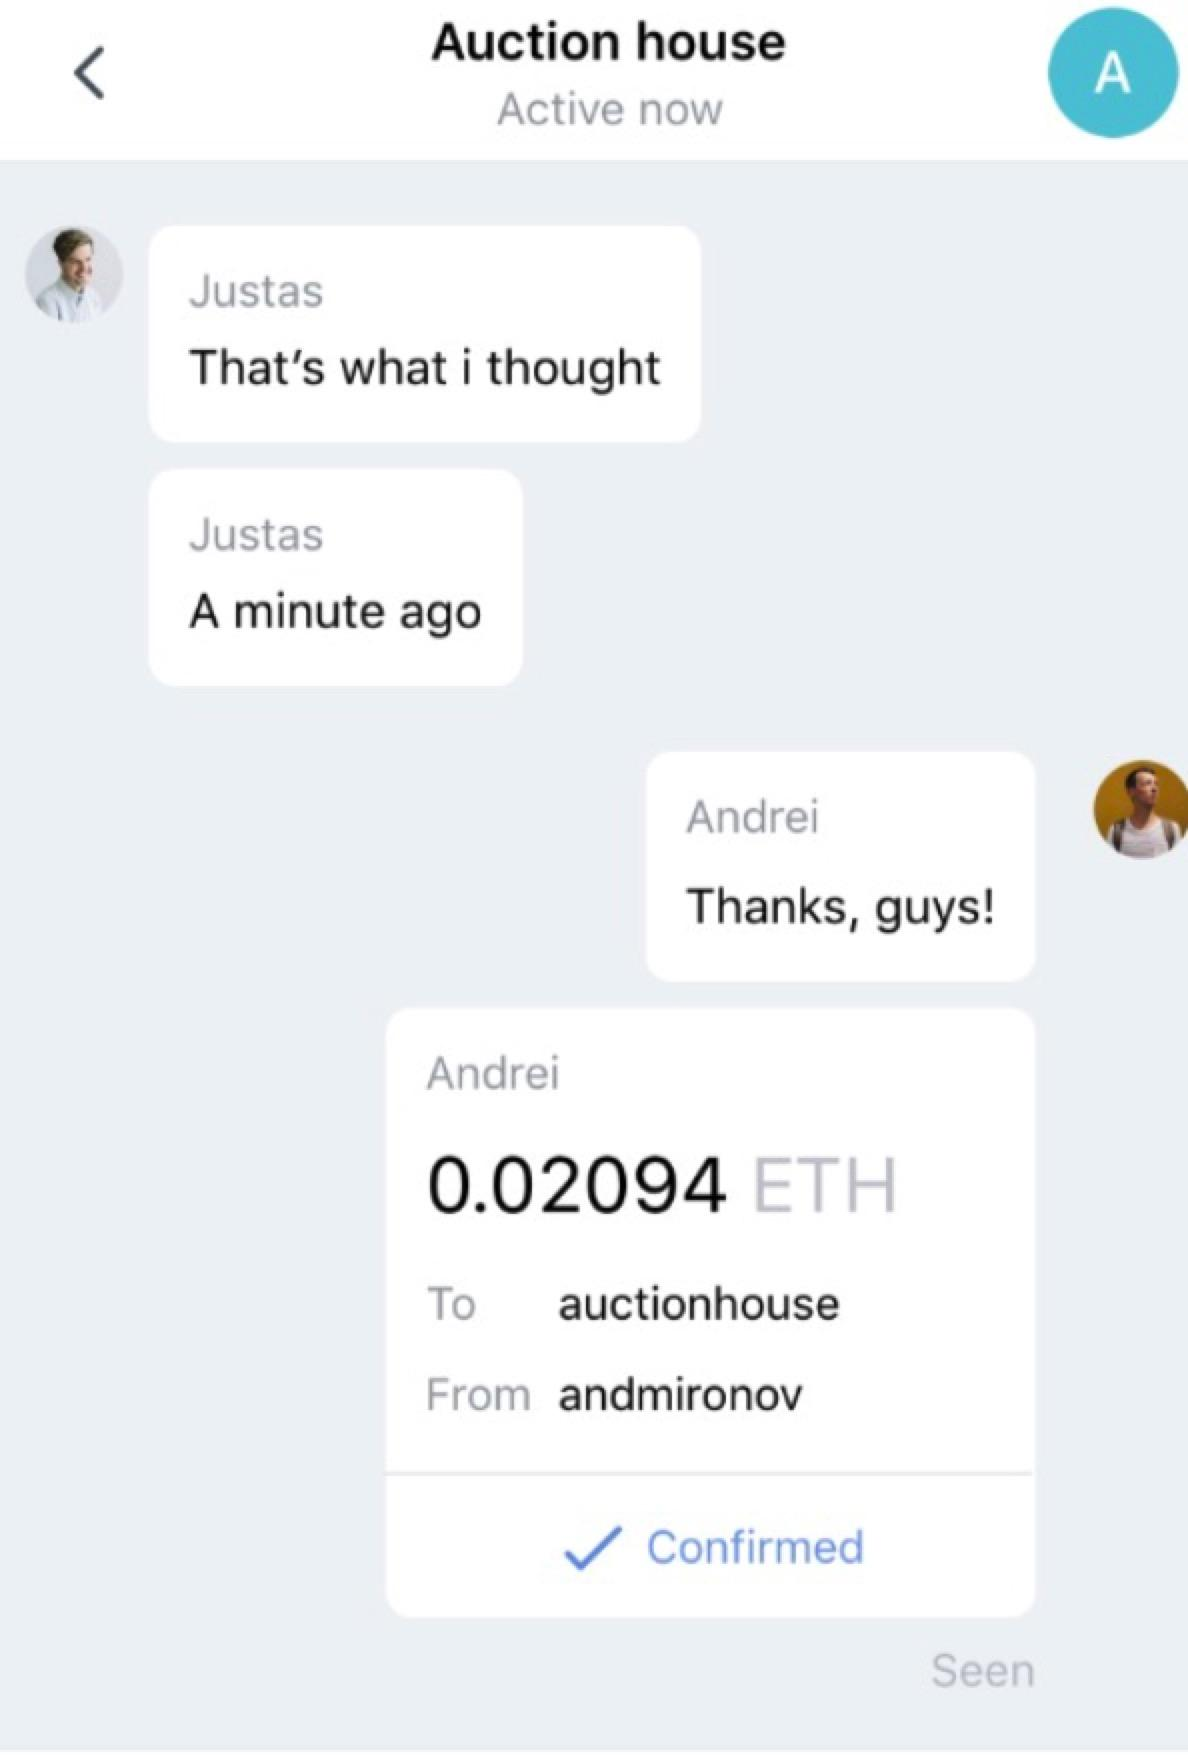 Auction house
Active now
A
Justas
That's what i thought
Justas
A minute ago
Andrei
Thanks, guys!
Andrei
0.02094 ETH
To auctionhouse
From andmironov
Confirmed
Seen